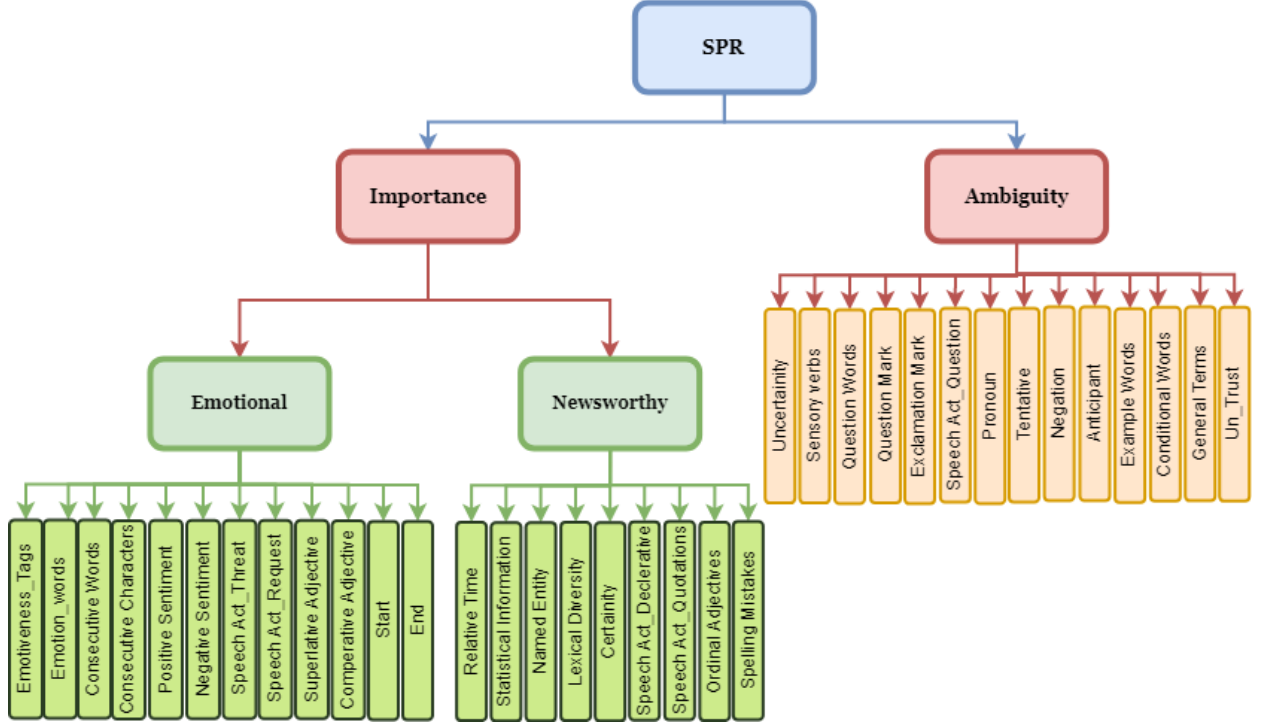 SPR
Importance
Ambiguity
Emotional
Newsworthy
Uncertainity
Sensory verbs
Question Words
Question Mark
Exclamation Mark
Speech Act_Question
Pronoun
Tentative
Negation
Anticipant
Example Words
Conditional Words
General Terms
Un_Trust
Emotiveness_Tags
Emotion_words
Consecutive Words
Consecutive Characters
Positive Sentiment
Negative Sentiment
Speech Act_Threat
Speech Act_Request
Superlative Adjective
Comperative Adjective
Start
End
Relative Time
Statistical Information
Named Entity
Lexical Diversity
Certainity
Speech Act_Declerative
Speech Act_Quotations
Ordinal Adjectives
Spelling Mistakes